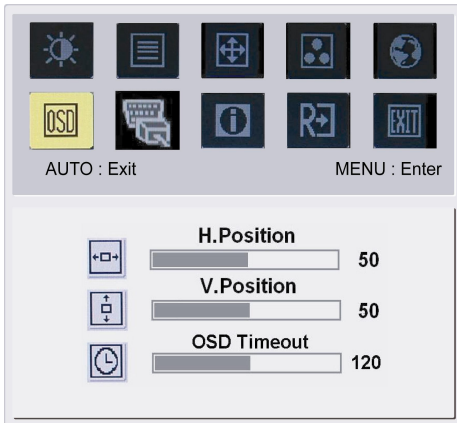 OSD
R
EXIT
AUTO : Exit
MENU : Enter
H.Position
50
V.Position
50
OSD Timeout
120